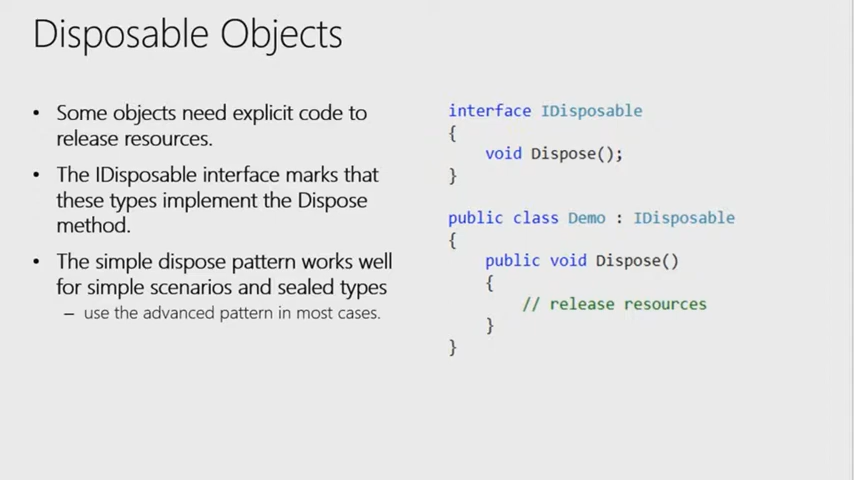 Disposable Objects
• Some objects need explicit code to
release resources.
• The IDisposable interface marks that
these types implement the Dispose
method.
• The simple dispose pattern works well
for simple scenarios and sealed types
– use the advanced pattern in most cases.
interface IDisposable
{
void Dispose();
}
public class Demo : IDisposable
{
public void Dispose()
{
// release resources
}
}